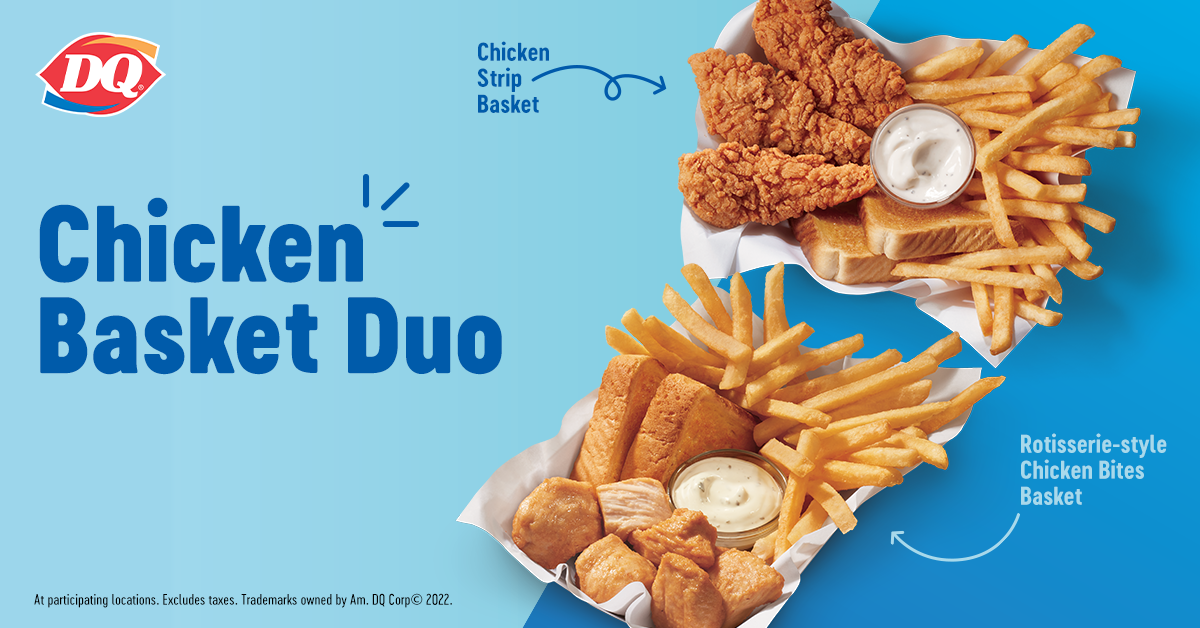 DQ®
Chicken
Strip
Basket
Chicken
Basket Duo
Rotisserie-style
Chicken Bites
Basket
At participating locations. Excludes taxes. Trademarks owned by Am. DQ Corp© 2022.